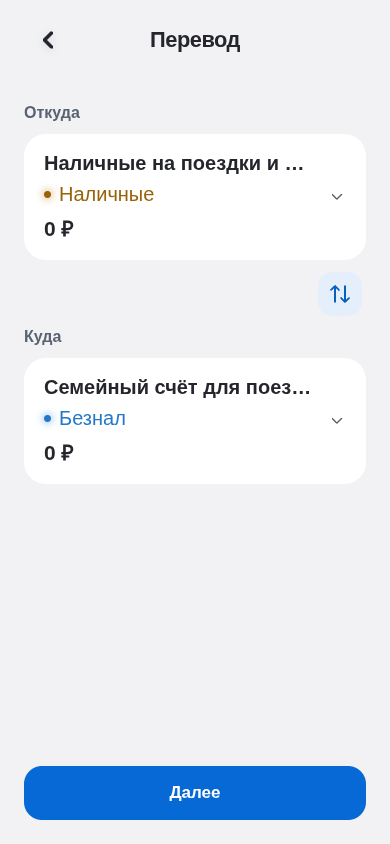 Перевод
Откуда
Наличные на поездки и …
Наличные
0 ₽
Куда
Семейный счёт для поез…
Безнал
0 ₽
Далее